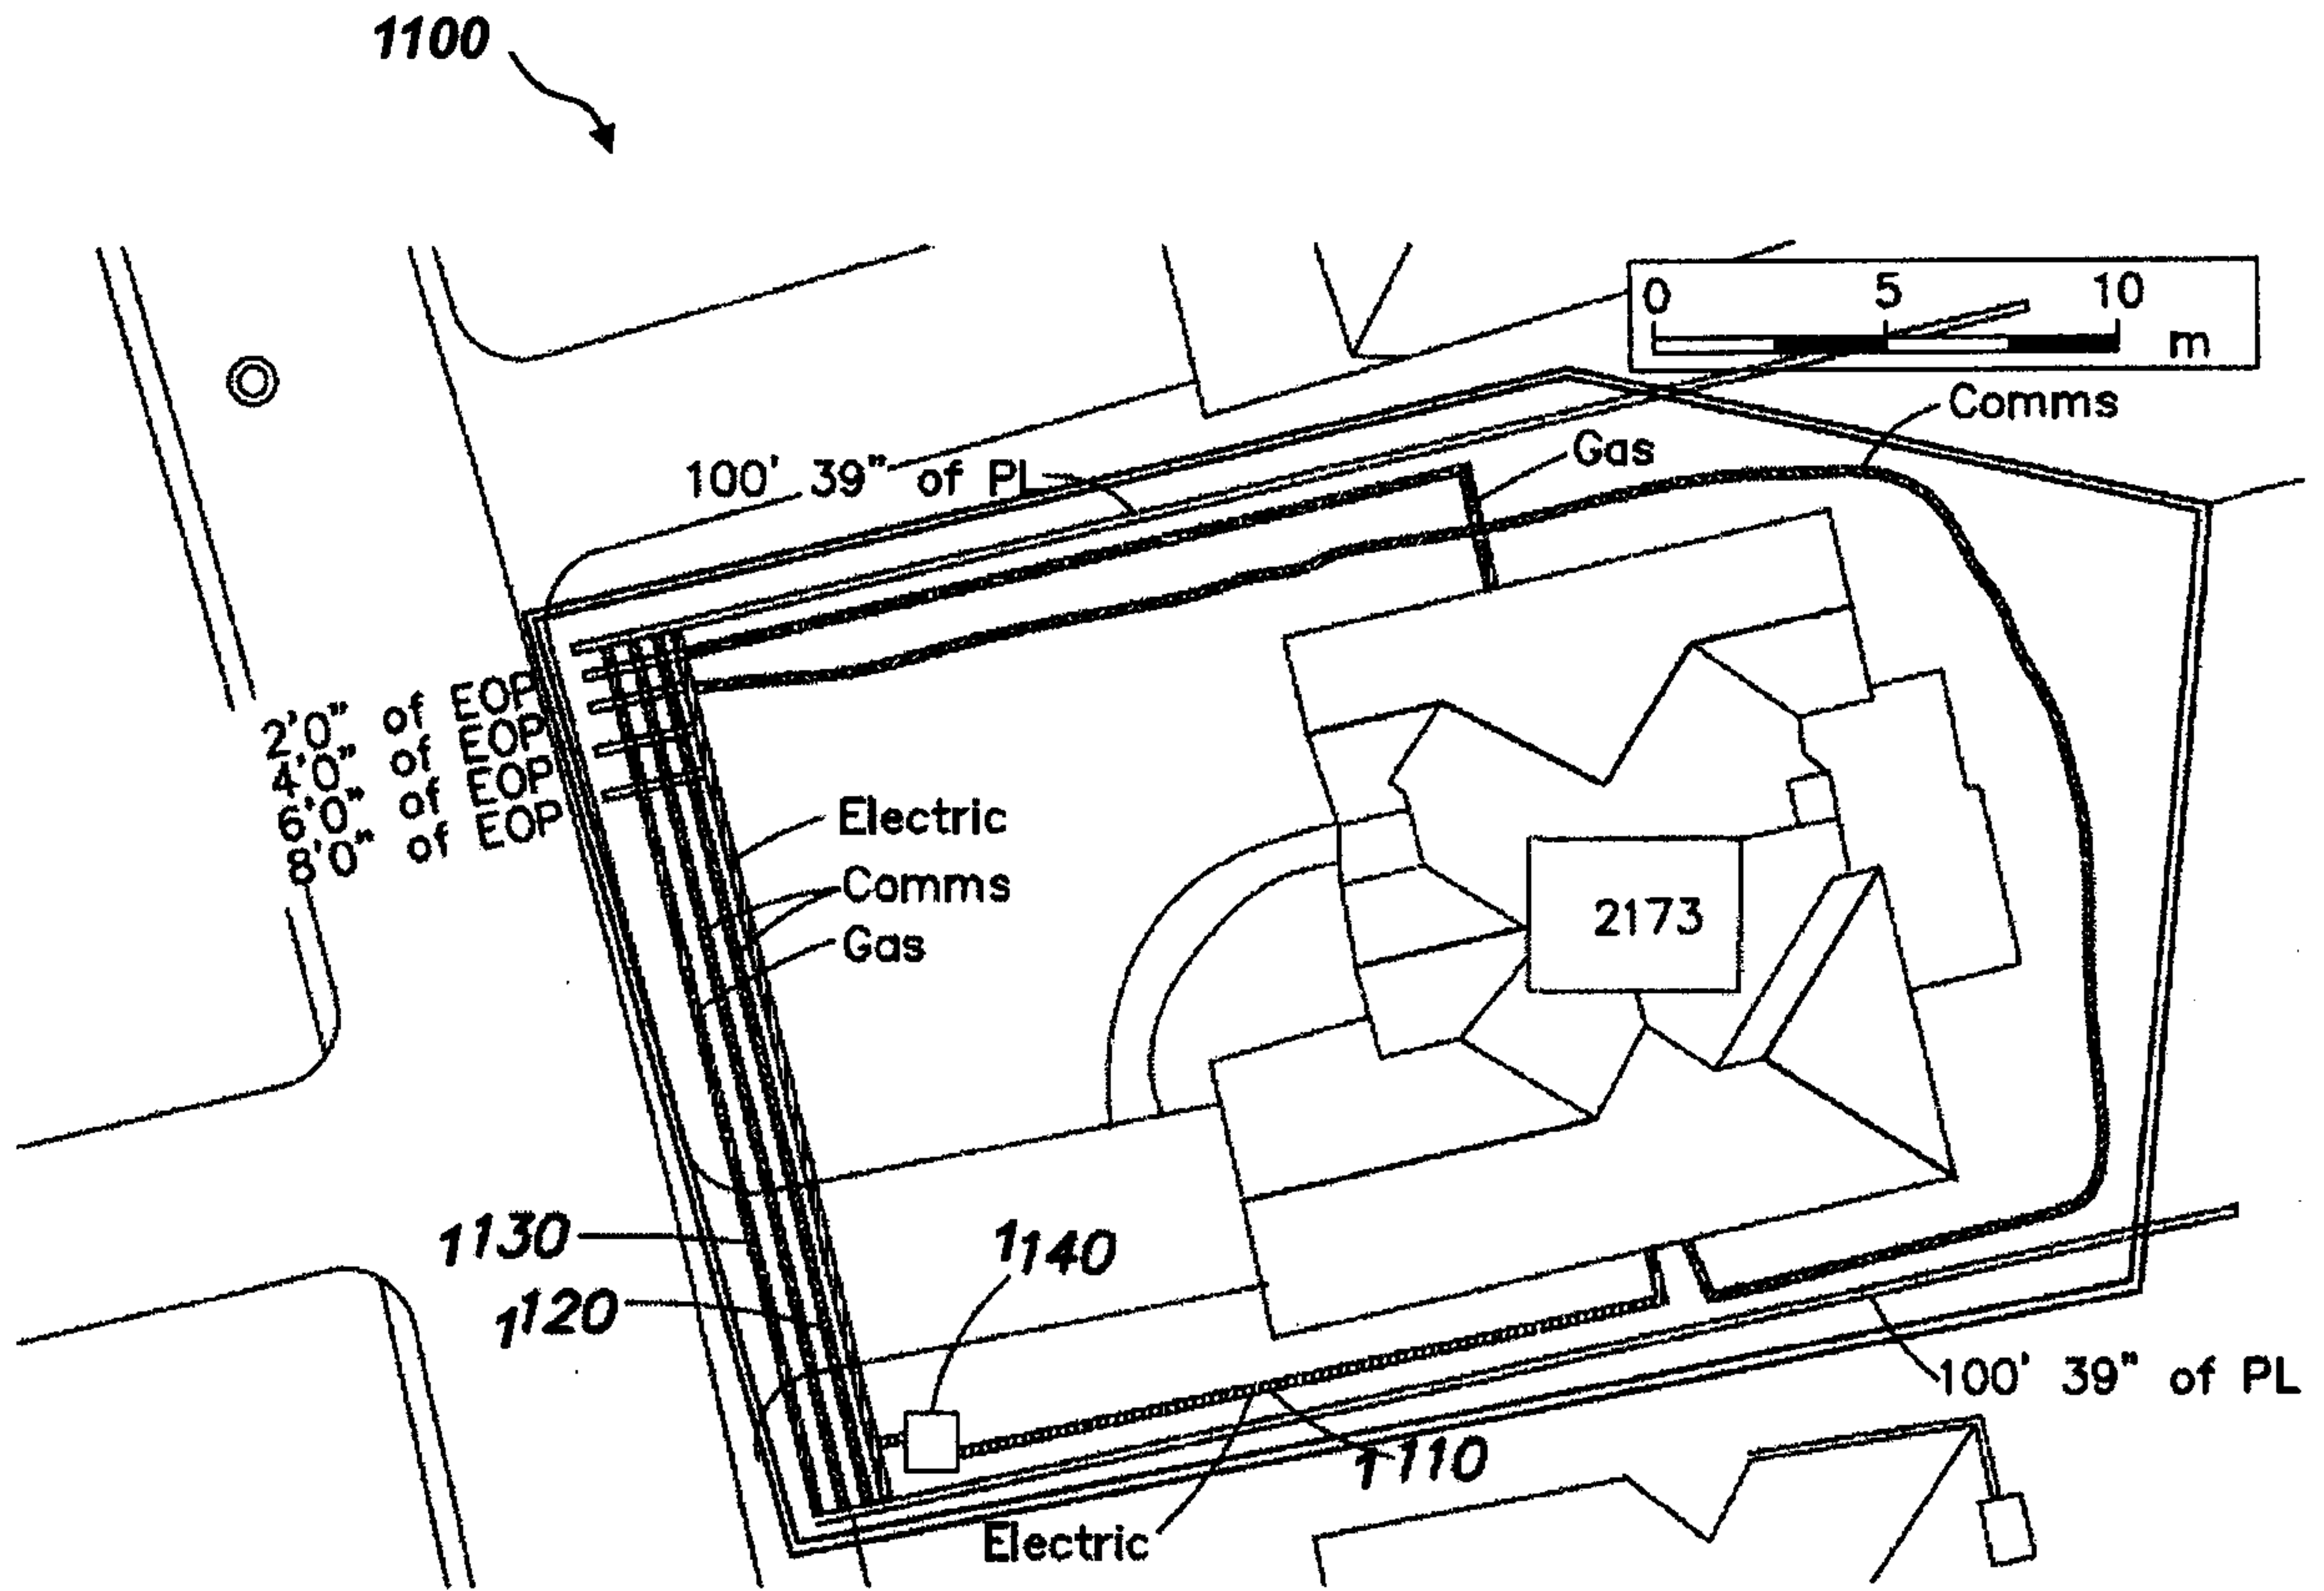 1100
0 5 10
m
Comms
Gas
100' 39" of PL
2'0" of EOP
4'0" of EOP
6'0" of EOP
8'0" of EOP
Electric
Comms
Gas
2173
1130
1140
1120
100' 39" of PL
1110
Electric